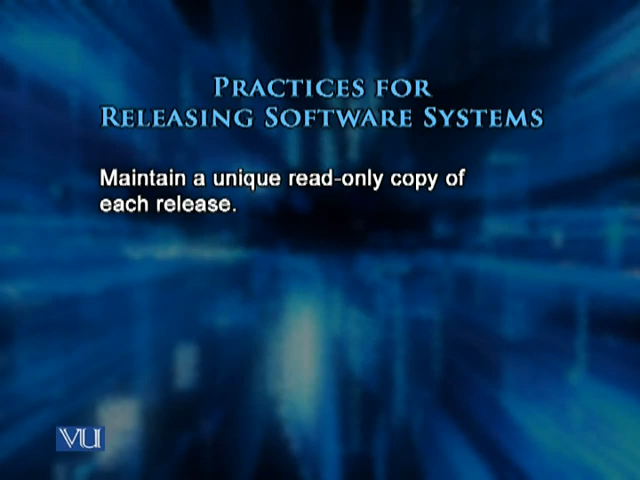 PRACTICES FOR
RELEASING SOFTWARE SYSTEMS
Maintain a unique read-only copy of
each release.
VU